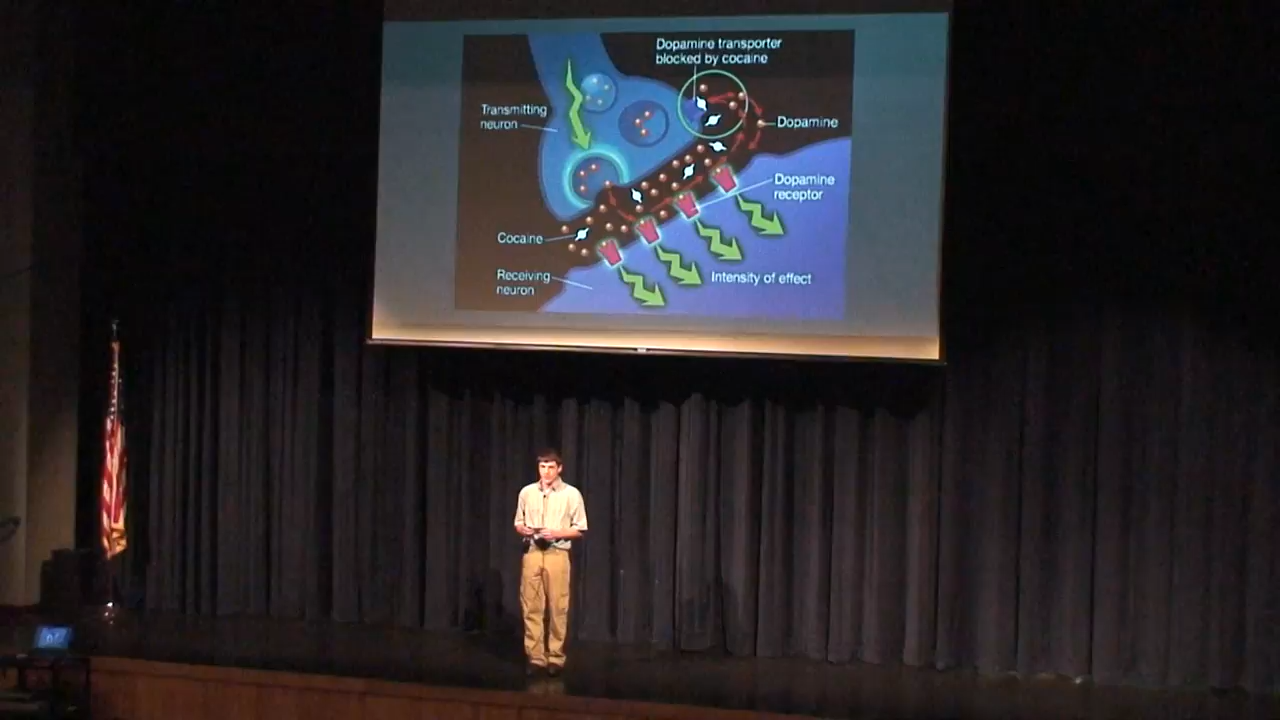 Dopamine transporter
blocked by cocaine
Transmitting
neuron
Dopamine
Dopamine
receptor
Cocaine
Receiving
neuron
Intensity of effect